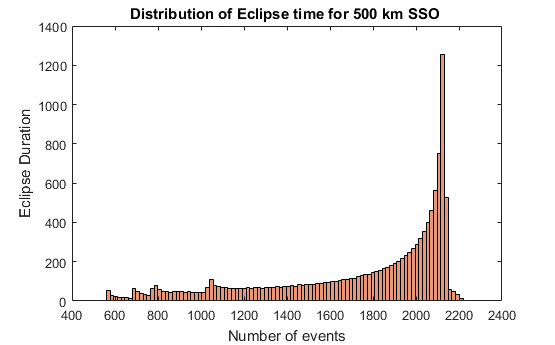 Distribution of Eclipse time for 500 km SSO
1400
1200
1000
800
600
400
200
0
Eclipse Duration
400 600 800 1000 1200 1400 1600 1800 2000 2200 2400
Number of events